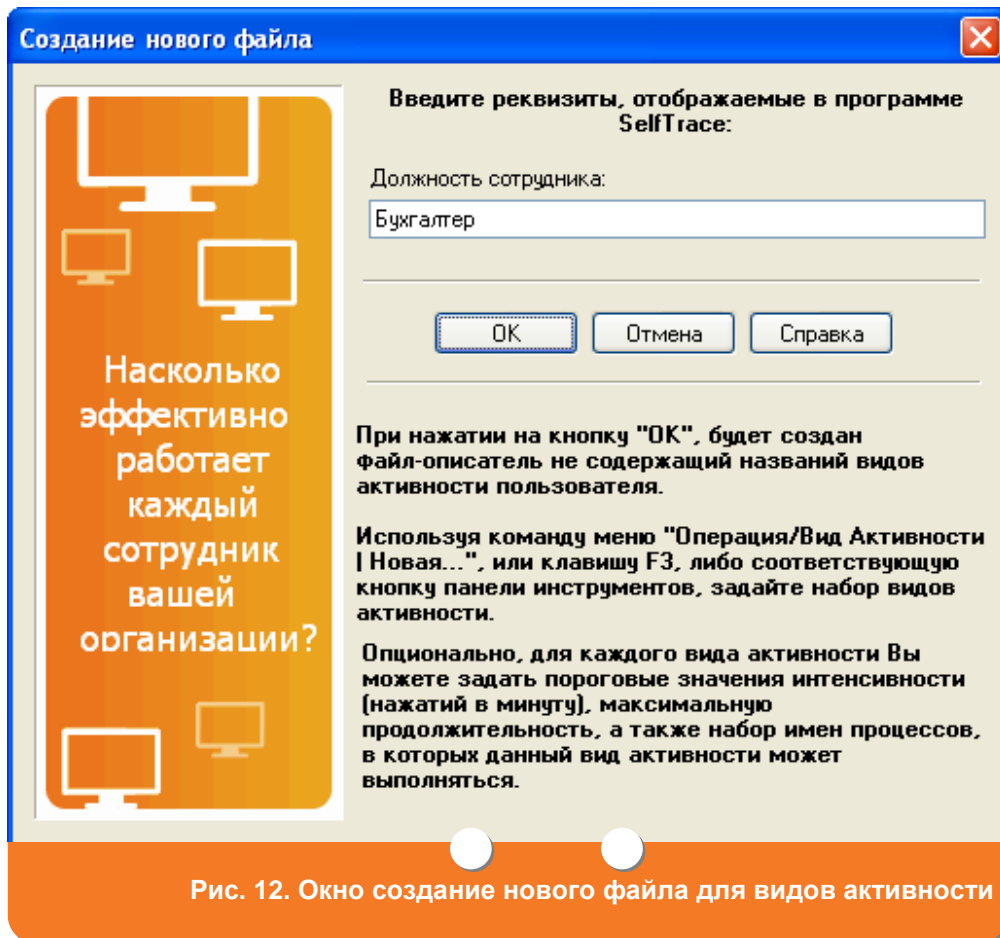 Создание нового файла
Насколько
эффективно
работает
каждый
сотрудник
вашей
организации?
Введите реквизиты, отображаемые в программе
SelfTrace:
Должность сотрудника:
Бухгалтер
OK Отмена Справка
При нажатии на кнопку "ОК", будет создан
файл-описатель не содержащий названий видов
активности пользователя.
Используя команду меню "Операция/Вид Активности
| Новая...", или клавишу F3, либо соответствующую
кнопку панели инструментов, задайте набор видов
активности.
Опционально, для каждого вида активности Вы
можете задать пороговые значения интенсивности
(нажатий в минуту), максимальную
продолжительность, а также набор имен процессов,
в которых данный вид активности может
выполняться.
Рис. 12. Окно создание нового файла для видов активности